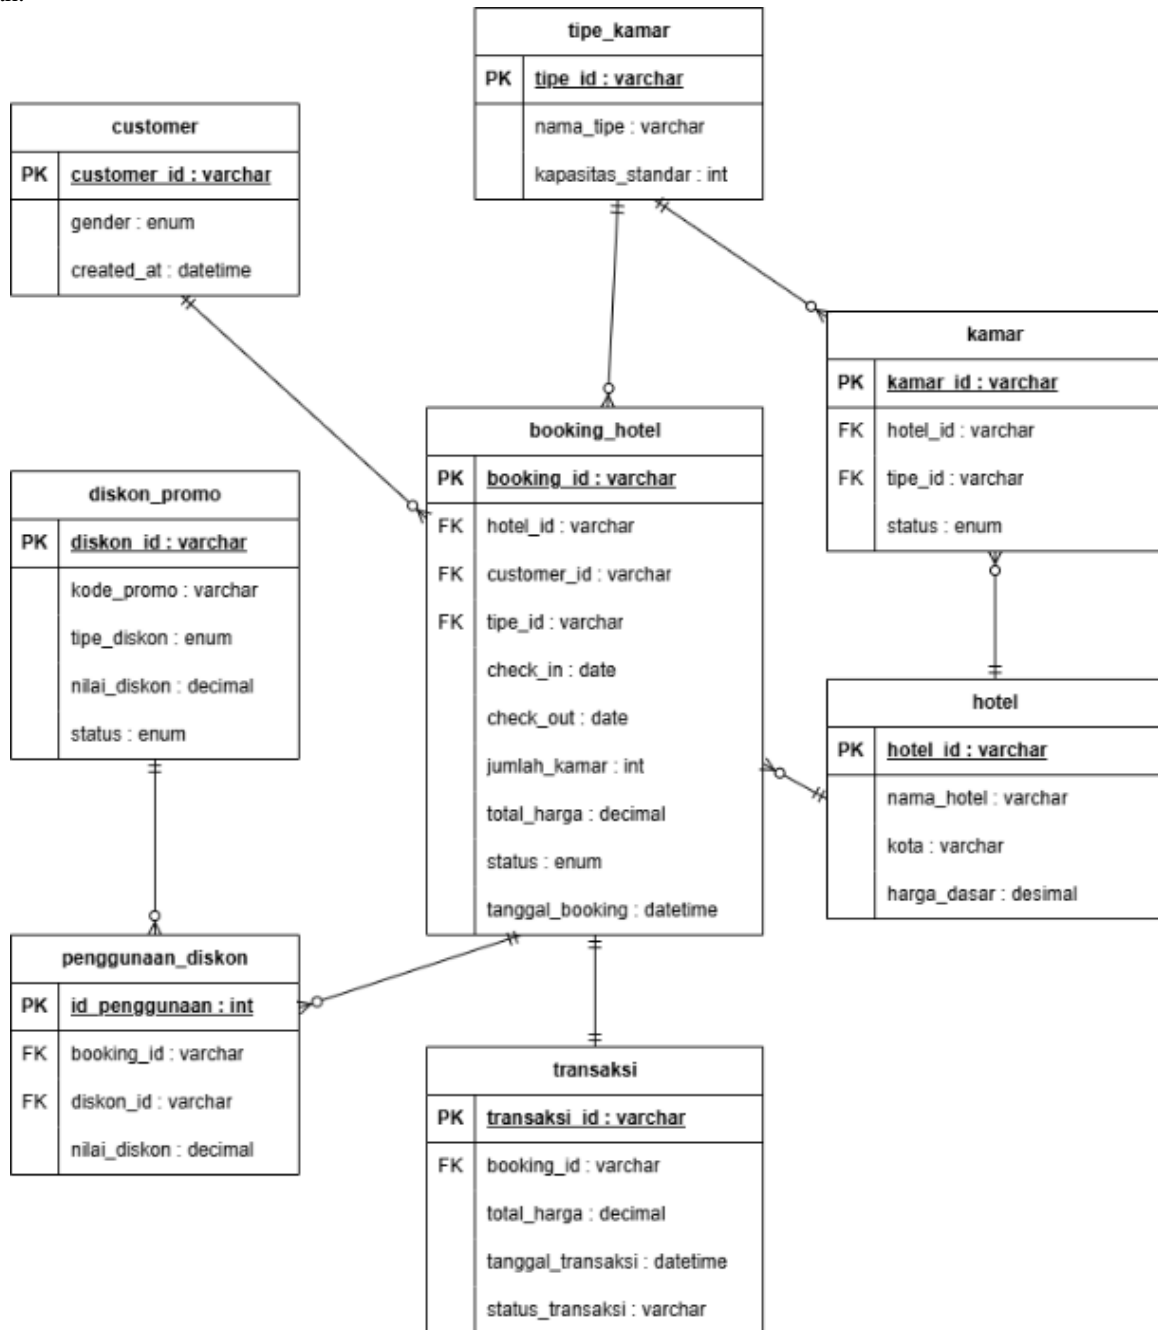 tipe_kamar
PK tipe_id : varchar
nama_tipe : varchar
kapasitas_standar : int
customer
PK customer_id : varchar
gender : enum
created_at : datetime
kamar
PK kamar_id : varchar
FK hotel_id : varchar
FK tipe_id : varchar
status : enum
booking_hotel
PK booking_id : varchar
FK hotel_id : varchar
FK customer_id : varchar
FK tipe_id : varchar
check_in : date
check_out : date
jumlah_kamar : int
total_harga : decimal
status : enum
tanggal_booking : datetime
diskon_promo
PK diskon_id : varchar
kode_promo : varchar
tipe_diskon : enum
nilai_diskon : decimal
status : enum
hotel
PK hotel_id : varchar
nama_hotel : varchar
kota : varchar
harga_dasar : desimal
penggunaan_diskon
PK id_penggunaan : int
FK booking_id : varchar
FK diskon_id : varchar
nilai_diskon : decimal
transaksi
PK transaksi_id : varchar
FK booking_id : varchar
total_harga : decimal
tanggal_transaksi : datetime
status_transaksi : varchar